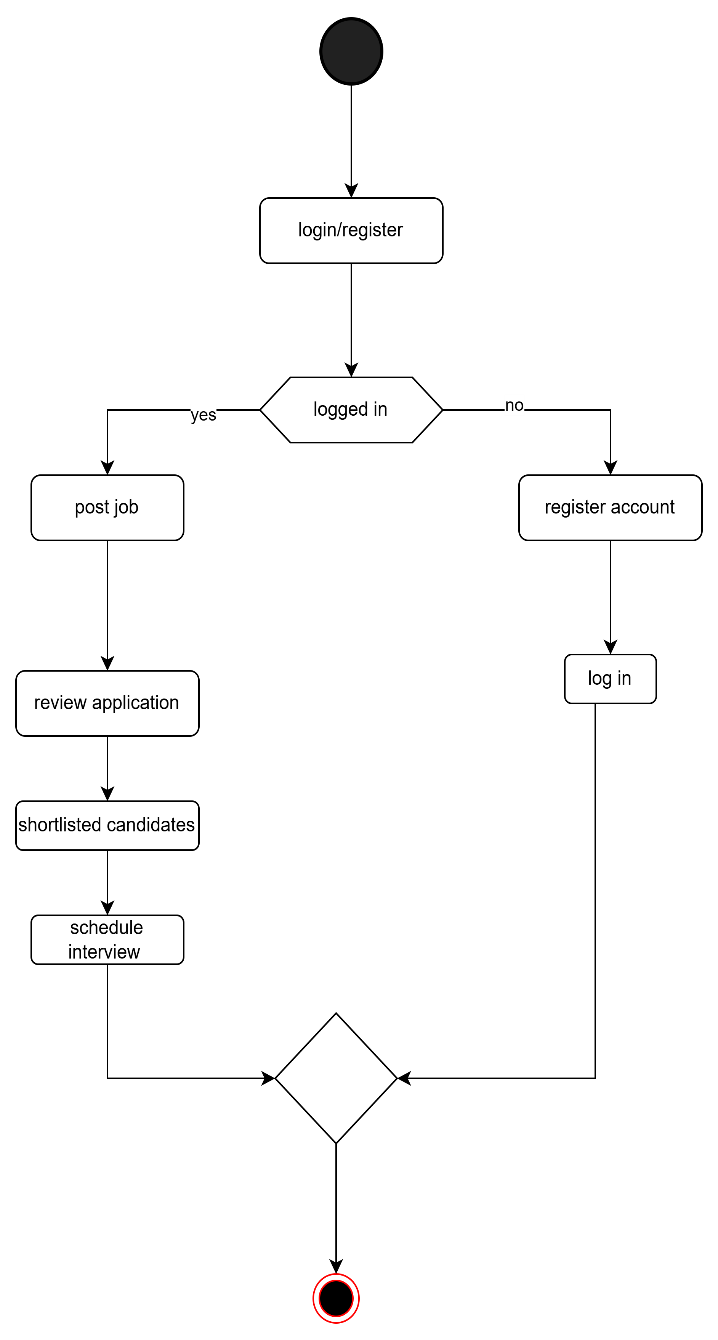 login/register
logged in
yes
no
post job
register account
review application
log in
shortlisted candidates
schedule
interview